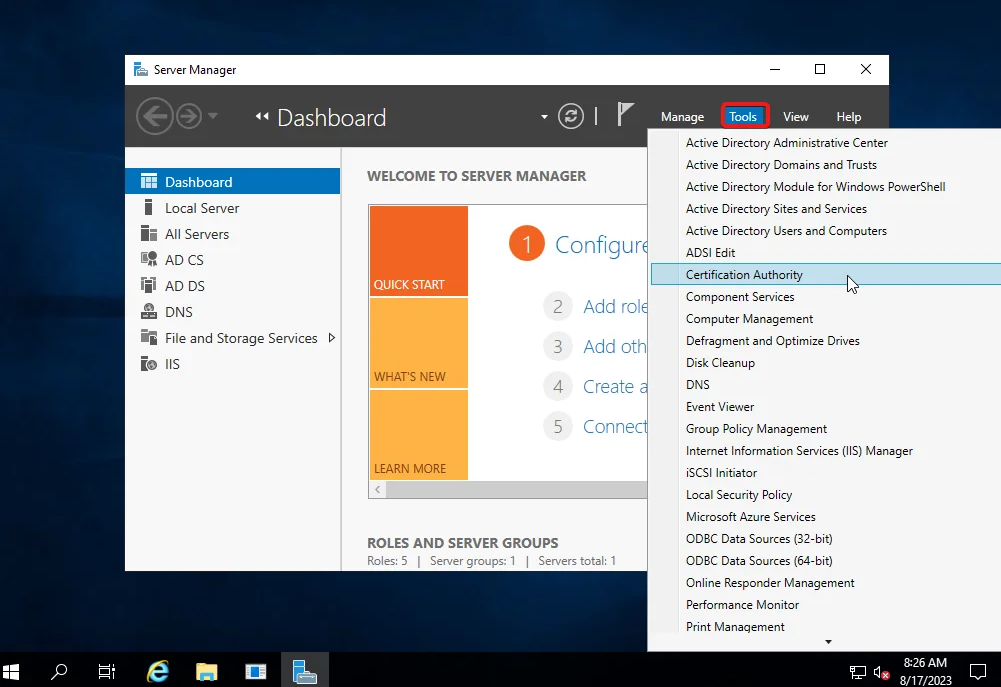 Server Manager
Dashboard
Manage Tools View Help
Dashboard
Local Server
All Servers
AD CS
AD DS
DNS
File and Storage Services
IIS
WELCOME TO SERVER MANAGER
QUICK START
WHAT'S NEW
LEARN MORE
1 Configure
2 Add role
3 Add oth
4 Create a
5 Connect
ROLES AND SERVER GROUPS
Roles: 5 | Server groups: 1 | Servers total: 1
Active Directory Administrative Center
Active Directory Domains and Trusts
Active Directory Module for Windows PowerShell
Active Directory Sites and Services
Active Directory Users and Computers
ADSI Edit
Certification Authority
Component Services
Computer Management
Defragment and Optimize Drives
Disk Cleanup
DNS
Event Viewer
Group Policy Management
Internet Information Services (IIS) Manager
iSCSI Initiator
Local Security Policy
Microsoft Azure Services
ODBC Data Sources (32-bit)
ODBC Data Sources (64-bit)
Online Responder Management
Performance Monitor
Print Management
8:26 AM
8/17/2023